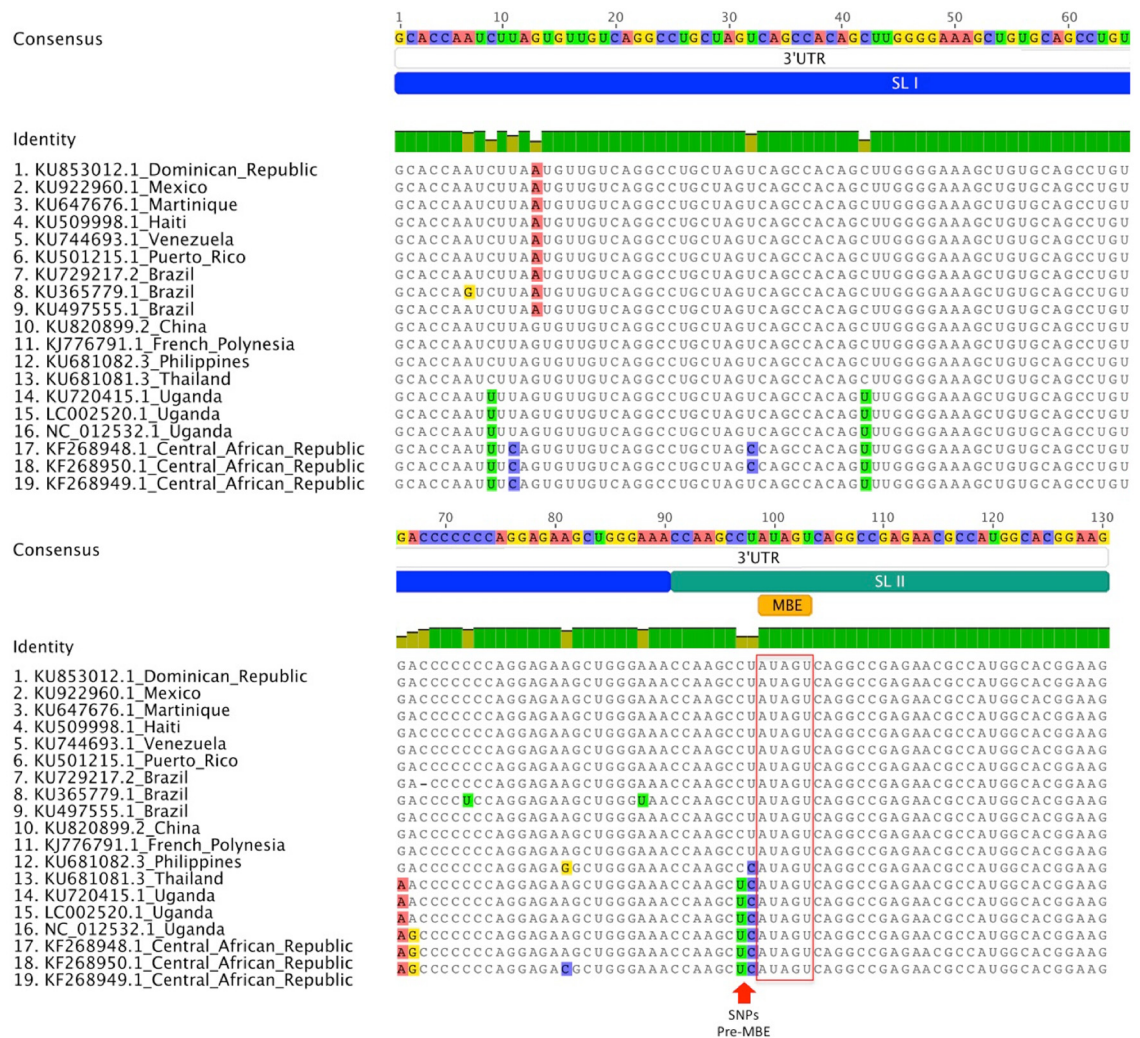 1 10 20 30 40 50 60
Consensus GCACCAAUCUUAGUGUUGUCAGGCCUGCUAGUCAGCCACAGCUUGGGGAAAGCUGUGCAGCCUGU
3'UTR
SL I
Identity
1. KU853012.1_Dominican_Republic GCACCAAUCUUAAUGUUGUCAGGCCUGCUAGUCAGCCACAGCUUGGGGAAAGCUGUGCAGCCUGU
2. KU922960.1_Mexico GCACCAAUCUUAAUGUUGUCAGGCCUGCUAGUCAGCCACAGCUUGGGGAAAGCUGUGCAGCCUGU
3. KU647676.1_Martinique GCACCAAUCUUAAUGUUGUCAGGCCUGCUAGUCAGCCACAGCUUGGGGAAAGCUGUGCAGCCUGU
4. KU509998.1_Haiti GCACCAAUCUUAAUGUUGUCAGGCCUGCUAGUCAGCCACAGCUUGGGGAAAGCUGUGCAGCCUGU
5. KU744693.1_Venezuela GCACCAAUCUUAAUGUUGUCAGGCCUGCUAGUCAGCCACAGCUUGGGGAAAGCUGUGCAGCCUGU
6. KU501215.1_Puerto_Rico GCACCAAUCUUAAUGUUGUCAGGCCUGCUAGUCAGCCACAGCUUGGGGAAAGCUGUGCAGCCUGU
7. KU729217.2_Brazil GCACCAAUCUUAAUGUUGUCAGGCCUGCUAGUCAGCCACAGCUUGGGGAAAGCUGUGCAGCCUGU
8. KU365779.1_Brazil GCACCAGUCUUAAUGUUGUCAGGCCUGCUAGUCAGCCACAGCUUGGGGAAAGCUGUGCAGCCUGU
9. KU497555.1_Brazil GCACCAAUCUUAAUGUUGUCAGGCCUGCUAGUCAGCCACAGCUUGGGGAAAGCUGUGCAGCCUGU
10. KU820899.2_China GCACCAAUCUUAGUGUUGUCAGGCCUGCUAGUCAGCCACAGCUUGGGGAAAGCUGUGCAGCCUGU
11. KJ776791.1_French_Polynesia GCACCAAUCUUAGUGUUGUCAGGCCUGCUAGUCAGCCACAGCUUGGGGAAAGCUGUGCAGCCUGU
12. KU681082.3_Philippines GCACCAAUCUUAGUGUUGUCAGGCCUGCUAGUCAGCCACAGCUUGGGGAAAGCUGUGCAGCCUGU
13. KU681081.3_Thailand GCACCAAUCUUAGUGUUGUCAGGCCUGCUAGUCAGCCACAGCUUGGGGAAAGCUGUGCAGCCUGU
14. KU720415.1_Uganda GCACCAAUUUUAGUGUUGUCAGGCCUGCUAGUCAGCCACAGUUUGGGGAAAGCUGUGCAGCCUGU
15. LC002520.1_Uganda GCACCAAUUUUAGUGUUGUCAGGCCUGCUAGUCAGCCACAGUUUGGGGAAAGCUGUGCAGCCUGU
16. NC_012532.1_Uganda GCACCAAUUUUAGUGUUGUCAGGCCUGCUAGUCAGCCACAGUUUGGGGAAAGCUGUGCAGCCUGU
17. KF268948.1_Central_African_Republic GCACCAAUUUCAGUGUUGUCAGGCCUGCUAGCCAGCCACAGUUUGGGGAAAGCUGUGCAGCCUGU
18. KF268950.1_Central_African_Republic GCACCAAUUUCAGUGUUGUCAGGCCUGCUAGCCAGCCACAGUUUGGGGAAAGCUGUGCAGCCUGU
19. KF268949.1_Central_African_Republic GCACCAAUUUCAGUGUUGUCAGGCCUGCUAGUCAGCCACAGUUUGGGGAAAGCUGUGCAGCCUGU
70 80 90 100 110 120 130
Consensus GACCCCCCCAGGAGAAGCUGGGAAACCAAGCCUAUAGUCAGGCCGAGAACGCCAUGGCACGGAAG
3'UTR
SL II
MBE
Identity
1. KU853012.1_Dominican_Republic GACCCCCCCAGGAGAAGCUGGGAAACCAAGCCUAUAGUCAGGCCGAGAACGCCAUGGCACGGAAG
2. KU922960.1_Mexico GACCCCCCCAGGAGAAGCUGGGAAACCAAGCCUAUAGUCAGGCCGAGAACGCCAUGGCACGGAAG
3. KU647676.1_Martinique GACCCCCCCAGGAGAAGCUGGGAAACCAAGCCUAUAGUCAGGCCGAGAACGCCAUGGCACGGAAG
4. KU509998.1_Haiti GACCCCCCCAGGAGAAGCUGGGAAACCAAGCCUAUAGUCAGGCCGAGAACGCCAUGGCACGGAAG
5. KU744693.1_Venezuela GACCCCCCCAGGAGAAGCUGGGAAACCAAGCCUAUAGUCAGGCCGAGAACGCCAUGGCACGGAAG
6. KU501215.1_Puerto_Rico GACCCCCCCAGGAGAAGCUGGGAAACCAAGCCUAUAGUCAGGCCGAGAACGCCAUGGCACGGAAG
7. KU729217.2_Brazil GACCCCCCCAGGAGAAGCUGGGAAACCAAGCCUAUAGUCAGGCCGAGAACGCCAUGGCACGGAAG
8. KU365779.1_Brazil GA-CCCCCCAGGAGAAGCUGGGAAACCAAGCCUAUAGUCAGGCCGAGAACGCCAUGGCACGGAAG
9. KU497555.1_Brazil GACCCCUCCAGGAGAAGCUGGGUAACCAAGCCUAUAGUCAGGCCGAGAACGCCAUGGCACGGAAG
10. KU820899.2_China GACCCCCCCAGGAGAAGCUGGGAAACCAAGCCUAUAGUCAGGCCGAGAACGCCAUGGCACGGAAG
11. KJ776791.1_French_Polynesia GACCCCCCCAGGAGAAGCUGGGAAACCAAGCCUAUAGUCAGGCCGAGAACGCCAUGGCACGGAAG
12. KU681082.3_Philippines GACCCCCCCAGGAGAAGCUGGGAAACCAAGCCUAUAGUCAGGCCGAGAACGCCAUGGCACGGAAG
13. KU681081.3_Thailand GACCCCCCCAGGAGAGGCUGGGAAACCAAGCCCAUAGUCAGGCCGAGAACGCCAUGGCACGGAAG
14. KU720415.1_Uganda AACCCCCCCAGGAGAAGCUGGGAAACCAAGCUCAUAGUCAGGCCGAGAACGCCAUGGCACGGAAG
15. LC002520.1_Uganda AACCCCCCCAGGAGAAGCUGGGAAACCAAGCUCAUAGUCAGGCCGAGAACGCCAUGGCACGGAAG
16. NC_012532.1_Uganda AACCCCCCCAGGAGAAGCUGGGAAACCAAGCUCAUAGUCAGGCCGAGAACGCCAUGGCACGGAAG
17. KF268948.1_Central_African_Republic AGCCCCCCCAGGAGAAGCUGGGAAACCAAGCUCAUAGUCAGGCCGAGAACGCCAUGGCACGGAAG
18. KF268950.1_Central_African_Republic AGCCCCCCCAGGAGAAGCUGGGAAACCAAGCUCAUAGUCAGGCCGAGAACGCCAUGGCACGGAAG
19. KF268949.1_Central_African_Republic AGCCCCCCCAGGAGACGCUGGGAAACCAAGCUCAUAGUCAGGCCGAGAACGCCAUGGCACGGAAG
SNPs
Pre-MBE